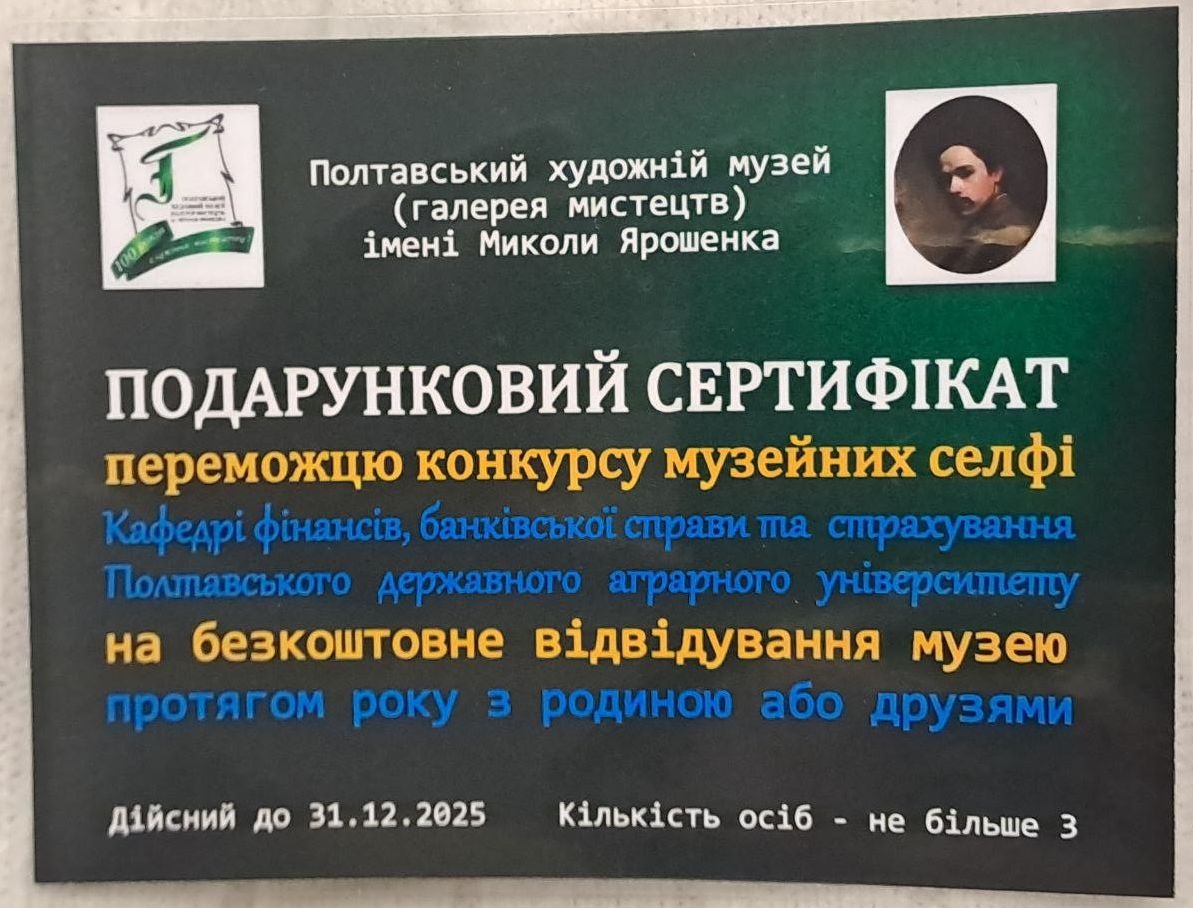 Полтавський художній музей
(галерея мистецтв)
імені Миколи Ярошенка
100 років
ПОДАРУНКОВИЙ СЕРТИФІКАТ
переможцю конкурсу музейних селфі
Кафедрі фінансів, банківської справи та страхування
Полтавського державного аграрного університету
на безкоштовне відвідування музею
протягом року з родиною або друзями
Дійсний до 31.12.2025 Кількість осіб - не більше 3